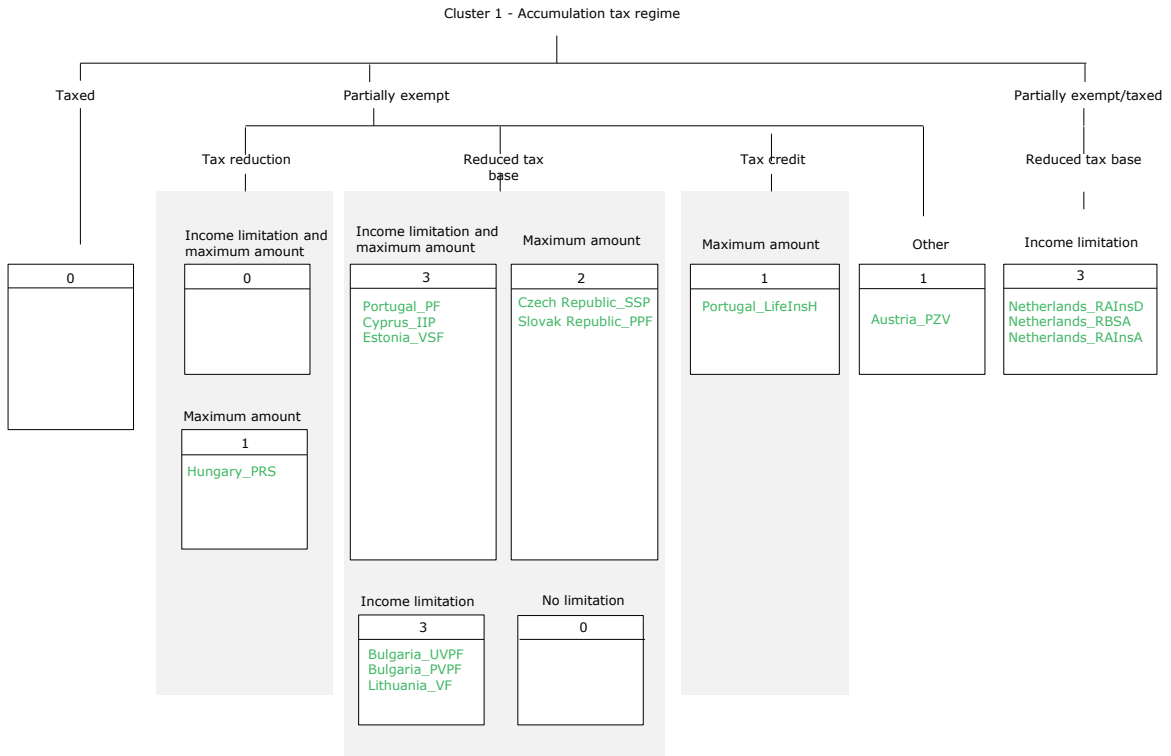 Cluster 1 - Accumulation tax regime
Taxed
Partially exempt
Partially exempt/taxed
Tax reduction
Reduced tax
base
Tax credit
Reduced tax base
Income limitation and
maximum amount
Income limitation and
maximum amount
Maximum amount
Maximum amount
Other
Income limitation
0
0
3
2
1
1
3
Portugal_PF
Cyprus_IIP
Estonia_VSF
Czech Republic_SSP
Slovak Republic_PPF
Portugal_LifeInsH
Austria_PZV
Netherlands_RAInsD
Netherlands_RBSA
Netherlands_RAInsA
Maximum amount
1
Hungary_PRS
Income limitation
No limitation
3
0
Bulgaria_UVPF
Bulgaria_PVPF
Lithuania_VF